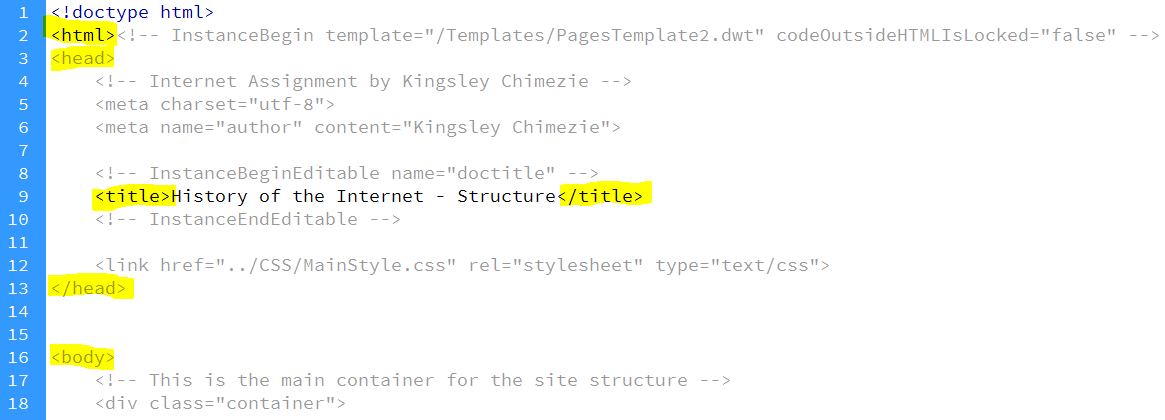 1 <!doctype html>
2 <html><!-- InstanceBegin template="/Templates/PagesTemplate2.dwt" codeOutsideHTMLIsLocked="false" -->
3 <head>
4 <!-- Internet Assignment by Kingsley Chimezie -->
5 <meta charset="utf-8">
6 <meta name="author" content="Kingsley Chimezie">
7
8 <!-- InstanceBeginEditable name="doctitle" -->
9 <title>History of the Internet - Structure</title>
10 <!-- InstanceEndEditable -->
11
12 <link href="../CSS/MainStyle.css" rel="stylesheet" type="text/css">
13 </head>
14
15
16 <body>
17 <!-- This is the main container for the site structure -->
18 <div class="container">